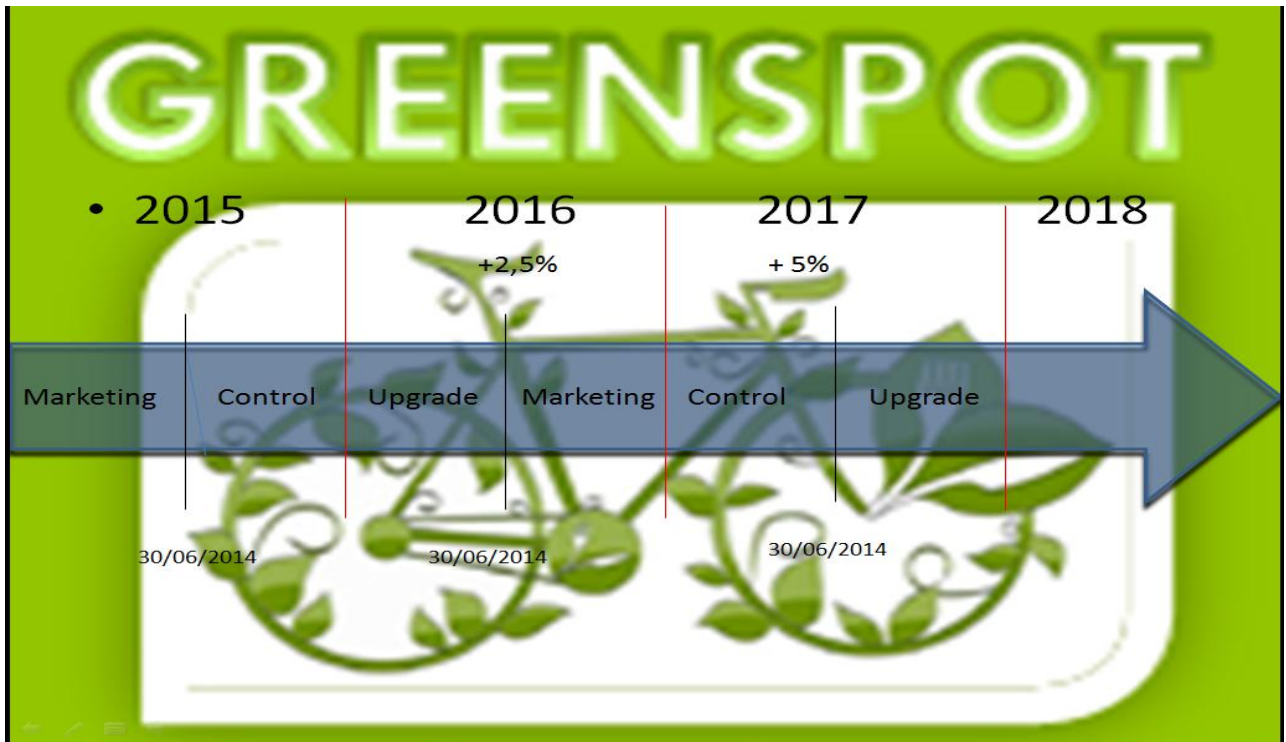 GREENSPOT
• 2015 2016 2017 2018
+2,5% + 5%
Marketing Control Upgrade Marketing Control Upgrade
30/06/2014 30/06/2014 30/06/2014